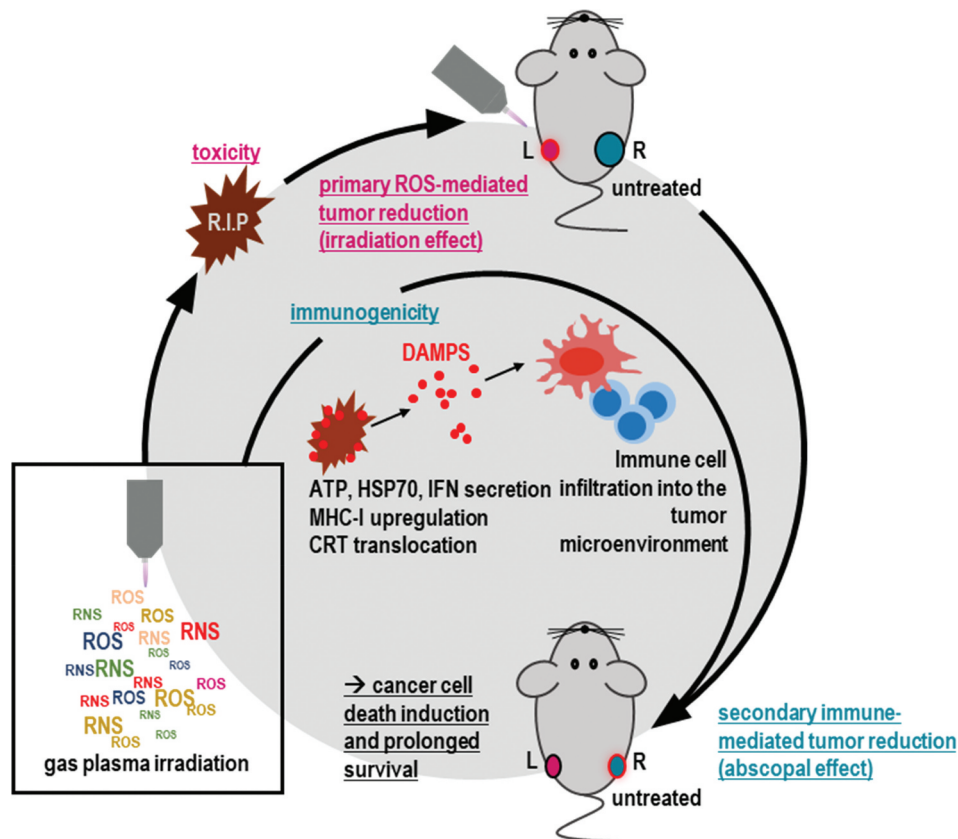 toxicity
R.I.P
L
R
untreated
primary ROS-mediated
tumor reduction
(irradiation effect)
immunogenicity
DAMPS
ATP, HSP70, IFN secretion
MHC-I upregulation
CRT translocation
Immune cell
infiltration into the
tumor
microenvironment
ROS
RNS
ROS
ROS
RNS
ROS
RNS
ROS
RNS
RNS
ROS
RNS
ROS
RNS
ROS
ROS
RNS
ROS
RNS
ROS
ROS
gas plasma irradiation
→ cancer cell
death induction
and prolonged
survival
L
R
untreated
secondary immune-
mediated tumor reduction
(abscopal effect)